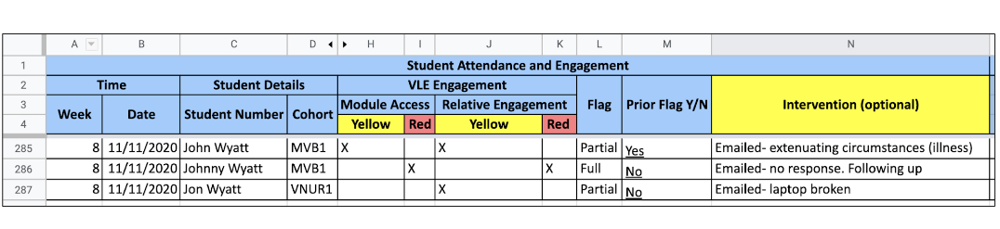 A B C D H I J K L M N
1 Student Attendance and Engagement
2 Time Student Details VLE Engagement
3 Week Date Student Number Cohort Module Access Relative Engagement Flag Prior Flag Y/N Intervention (optional)
4 Yellow Red Yellow Red
285 8 11/11/2020 John Wyatt MVB1 X X Partial Yes Emailed- extenuating circumstances (illness)
286 8 11/11/2020 Johnny Wyatt MVB1 X X Full No Emailed- no response. Following up
287 8 11/11/2020 Jon Wyatt VNUR1 X Partial No Emailed- laptop broken